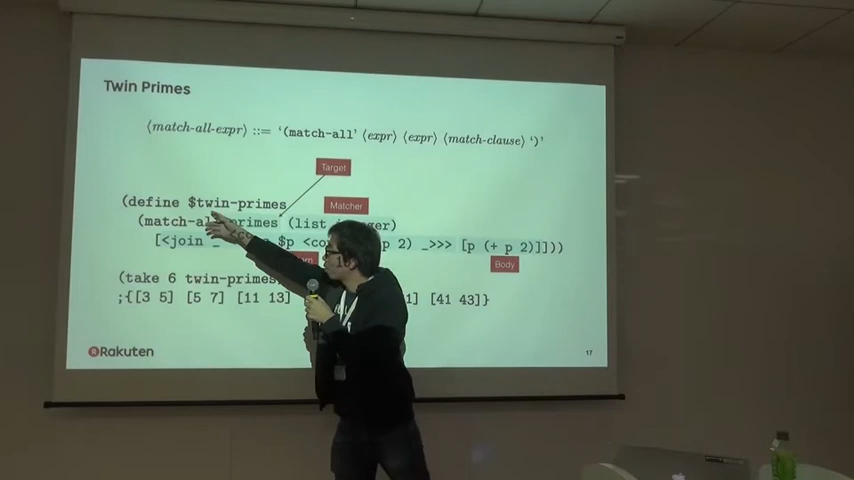 Twin Primes
⟨match-all-expr⟩ ::= ‘(match-all’ ⟨expr⟩ ⟨expr⟩ ⟨match-clause⟩ ‘)’
Target
(define $twin-primes
Matcher
(match-all primes (list integer)
[<join _ $p p 2) _>>> [p (+ p 2)]]))
Body
(take 6 twin-primes
;{[3 5] [5 7] [11 13] 1] [41 43]}
Rakuten
17